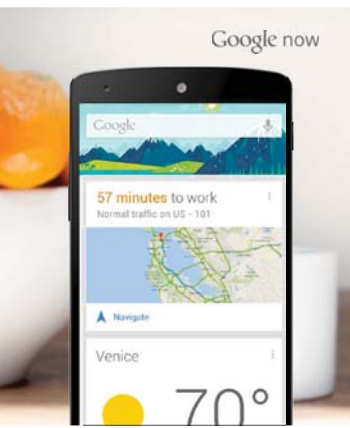 Google now
Google
57 minutes to work
Normal traffic on US - 101
Navigate
Venice
70°